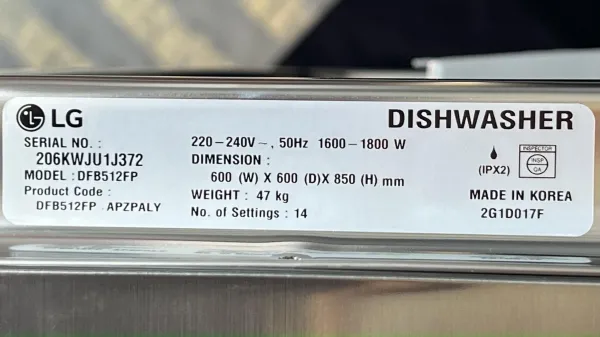 LG
DISHWASHER
SERIAL NO. :
206KWJU1J372
MODEL : DFB512FP
Product Code :
DFB512FP . APZPALY
220-240V~, 50Hz 1600-1800 W
DIMENSION :
600 (W) X 600 (D) X 850 (H) mm
WEIGHT : 47 kg
No. of Settings : 14
(IPX2)
INSPECTOR
INSP
QA
MADE IN KOREA
2G1D017F